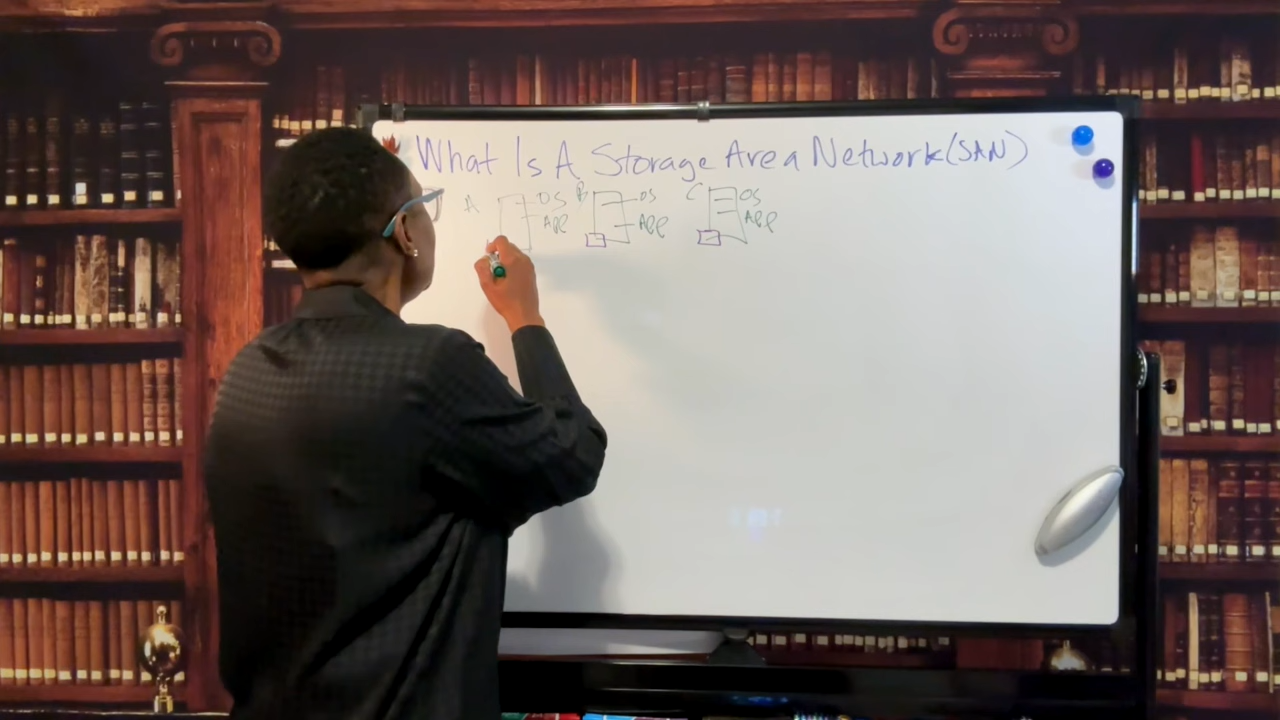 What Is A Storage Area Network (SAN)
A OS B OS C OS
App App App